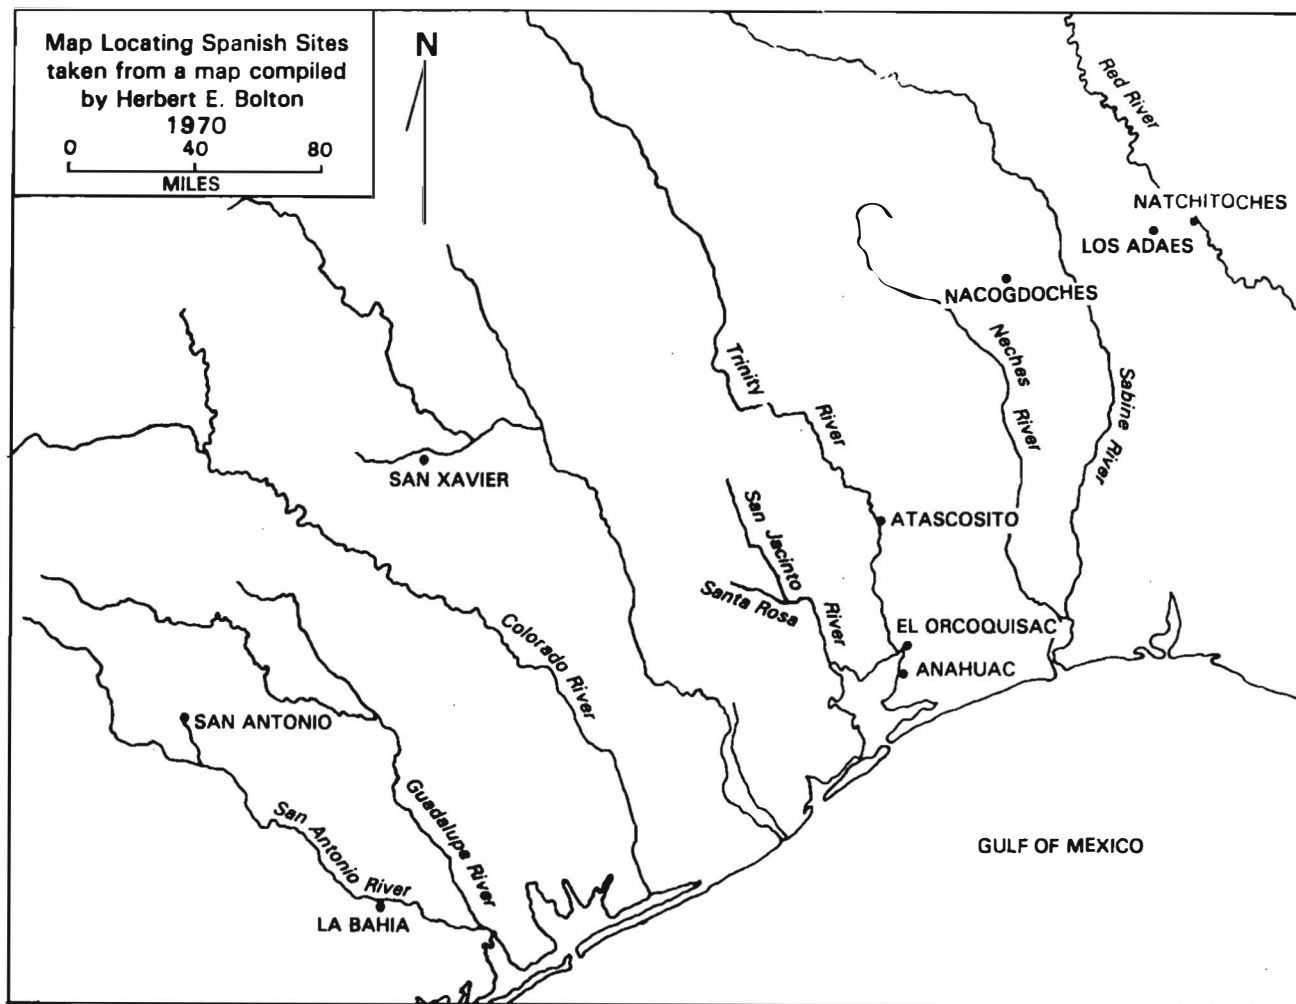 Map Locating Spanish Sites
taken from a map compiled
by Herbert E. Bolton
1970
0 40 80
MILES
N
Red River
NATCHITOCHES
LOS ADAES
NACOGDOCHES
Neches River
Sabine River
Trinity River
SAN XAVIER
San Jacinto River
ATASCOSITO
Santa Rosa
EL ORCOQUISAC
ANAHUAC
Colorado River
SAN ANTONIO
Guadalupe River
San Antonio River
LA BAHIA
GULF OF MEXICO